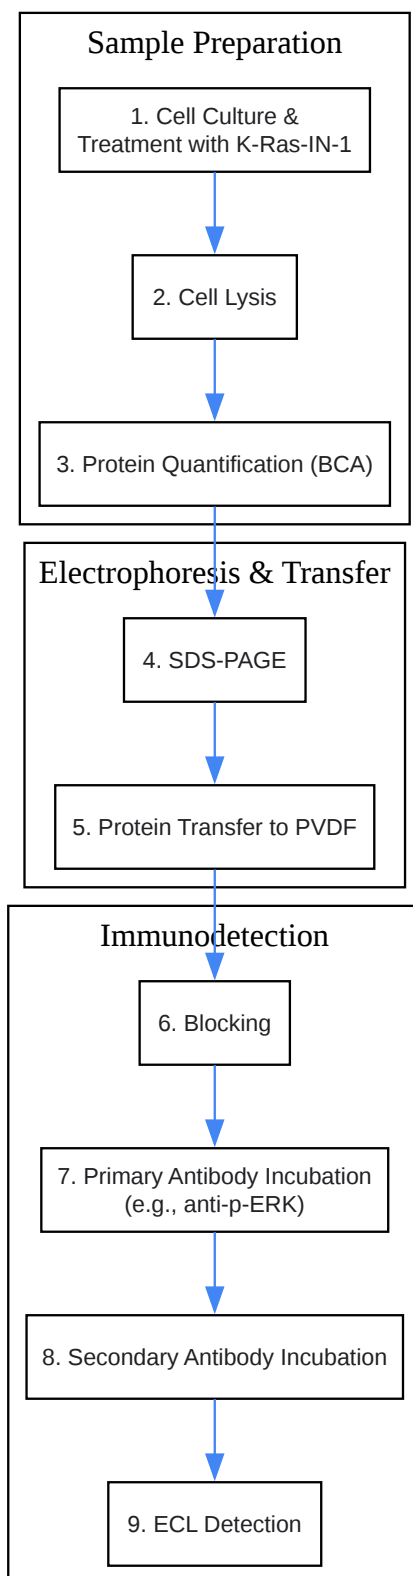 Sample Preparation
1. Cell Culture &
Treatment with K-Ras-IN-1
2. Cell Lysis
3. Protein Quantification (BCA)
Electrophoresis & Transfer
4. SDS-PAGE
5. Protein Transfer to PVDF
Immunodetection
6. Blocking
7. Primary Antibody Incubation
(e.g., anti-p-ERK)
8. Secondary Antibody Incubation
9. ECL Detection